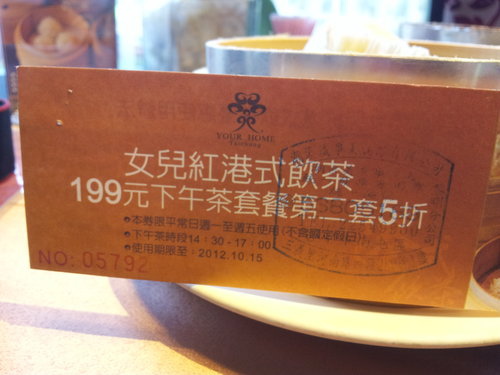 YOUR HOME
Taichung
女兒紅港式飲茶
199元下午茶套餐第二套5折
●本券限平常日週一至週五使用(不含國定假日)
●下午茶時段14:30-17:00
●使用期限至:2012.10.15
NO: 05792